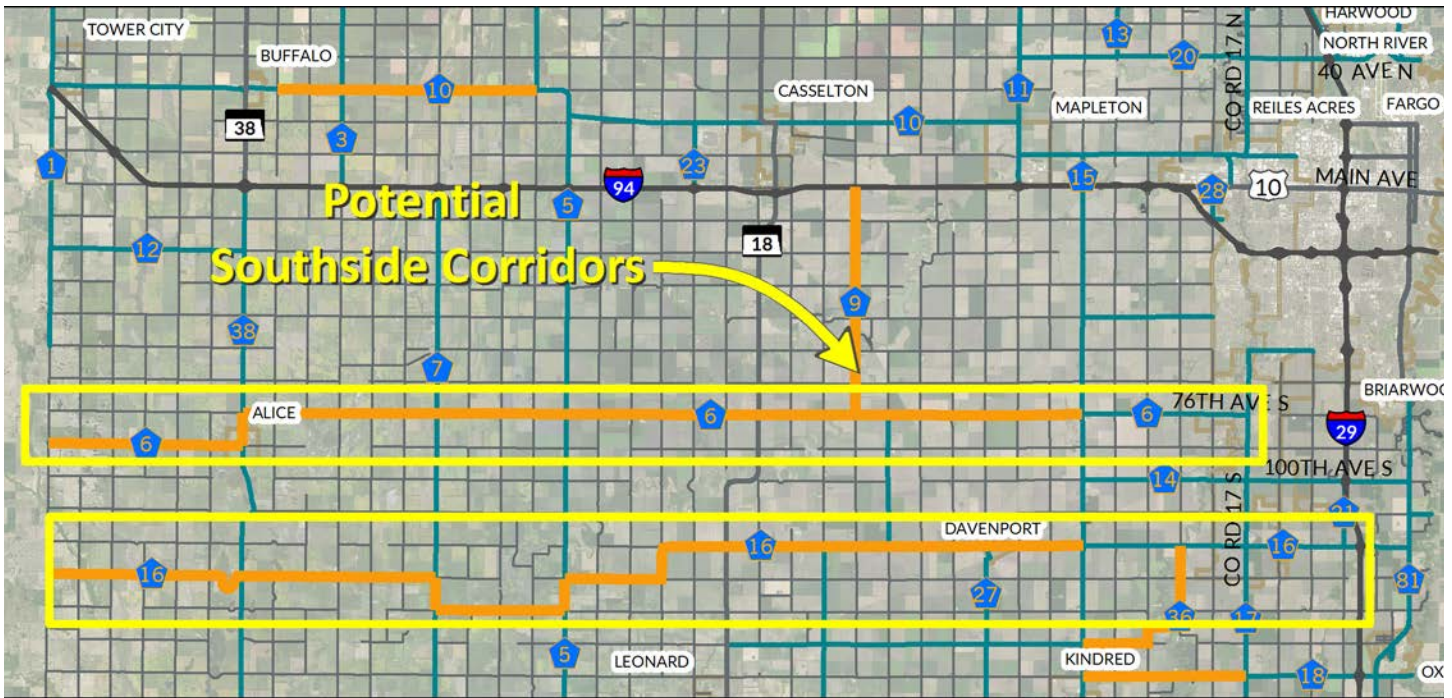 HARWOOD
TOWER CITY
13
CO RD 17 N
BUFFALO
20
NORTH RIVER
40 AVE N
10
CASSELTON
11
MAPLETON
REILES ACRES
FARGO
38
3
10
1
23
94
15
28
10
MAIN AVE
Potential
5
12
18
Southside Corridors
9
38
7
ALICE
6
6
6
76TH AVE S
BRIARWOO
29
100TH AVE S
14
CO RD 17 S
21
DAVENPORT
16
16
16
27
81
36
17
5
LEONARD
KINDRED
18
OX